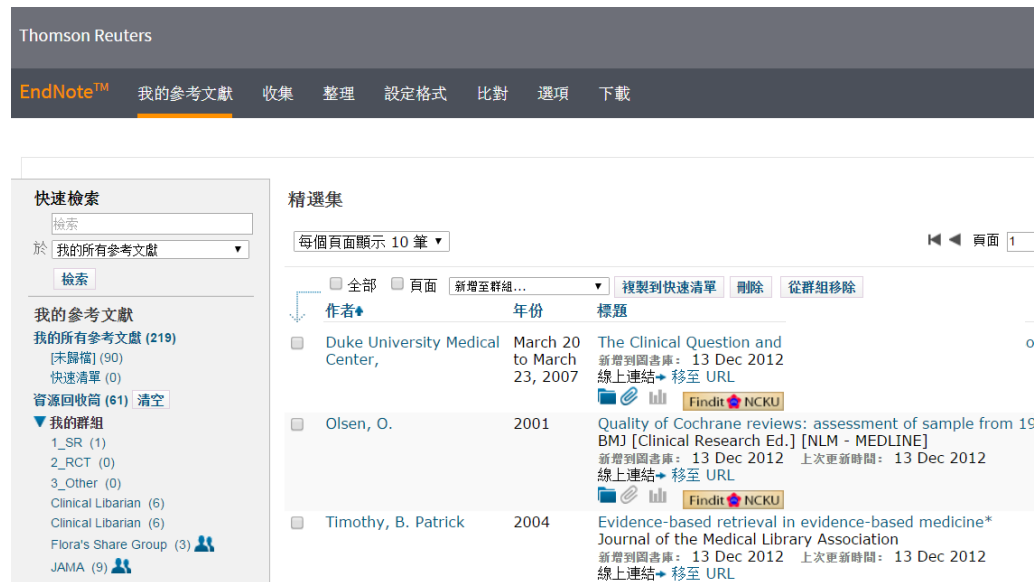 Thomson Reuters
EndNote™ 我的參考文獻 收集 整理 設定格式 比對 選項 下載
快速檢索
檢索
於 我的所有參考文獻 ▼
檢索
我的參考文獻
我的所有參考文獻 (219)
[未歸檔] (90)
快速清單 (0)
資源回收筒 (61) 清空
▼我的群組
1_SR (1)
2_RCT (0)
3_Other (0)
Clinical Libarian (6)
Clinical Libarian (6)
Flora's Share Group (3)
JAMA (9)
精選集
每個頁面顯示 10 筆 ▼
頁面 1
全部 頁面 新增至群組... ▼ 複製到快速清單 刪除 從群組移除
作者 年份 標題
Duke University Medical Center, March 20 to March 23, 2007 The Clinical Question and o
新增到圖書庫: 13 Dec 2012
線上連結➔ 移至 URL
Findit NCKU
Olsen, O. 2001 Quality of Cochrane reviews: assessment of sample from 19
BMJ [Clinical Research Ed.] [NLM - MEDLINE]
新增到圖書庫: 13 Dec 2012 上次更新時間: 13 Dec 2012
線上連結➔ 移至 URL
Findit NCKU
Timothy, B. Patrick 2004 Evidence-based retrieval in evidence-based medicine*
Journal of the Medical Library Association
新增到圖書庫: 13 Dec 2012 上次更新時間: 13 Dec 2012
線上連結➔ 移至 URL